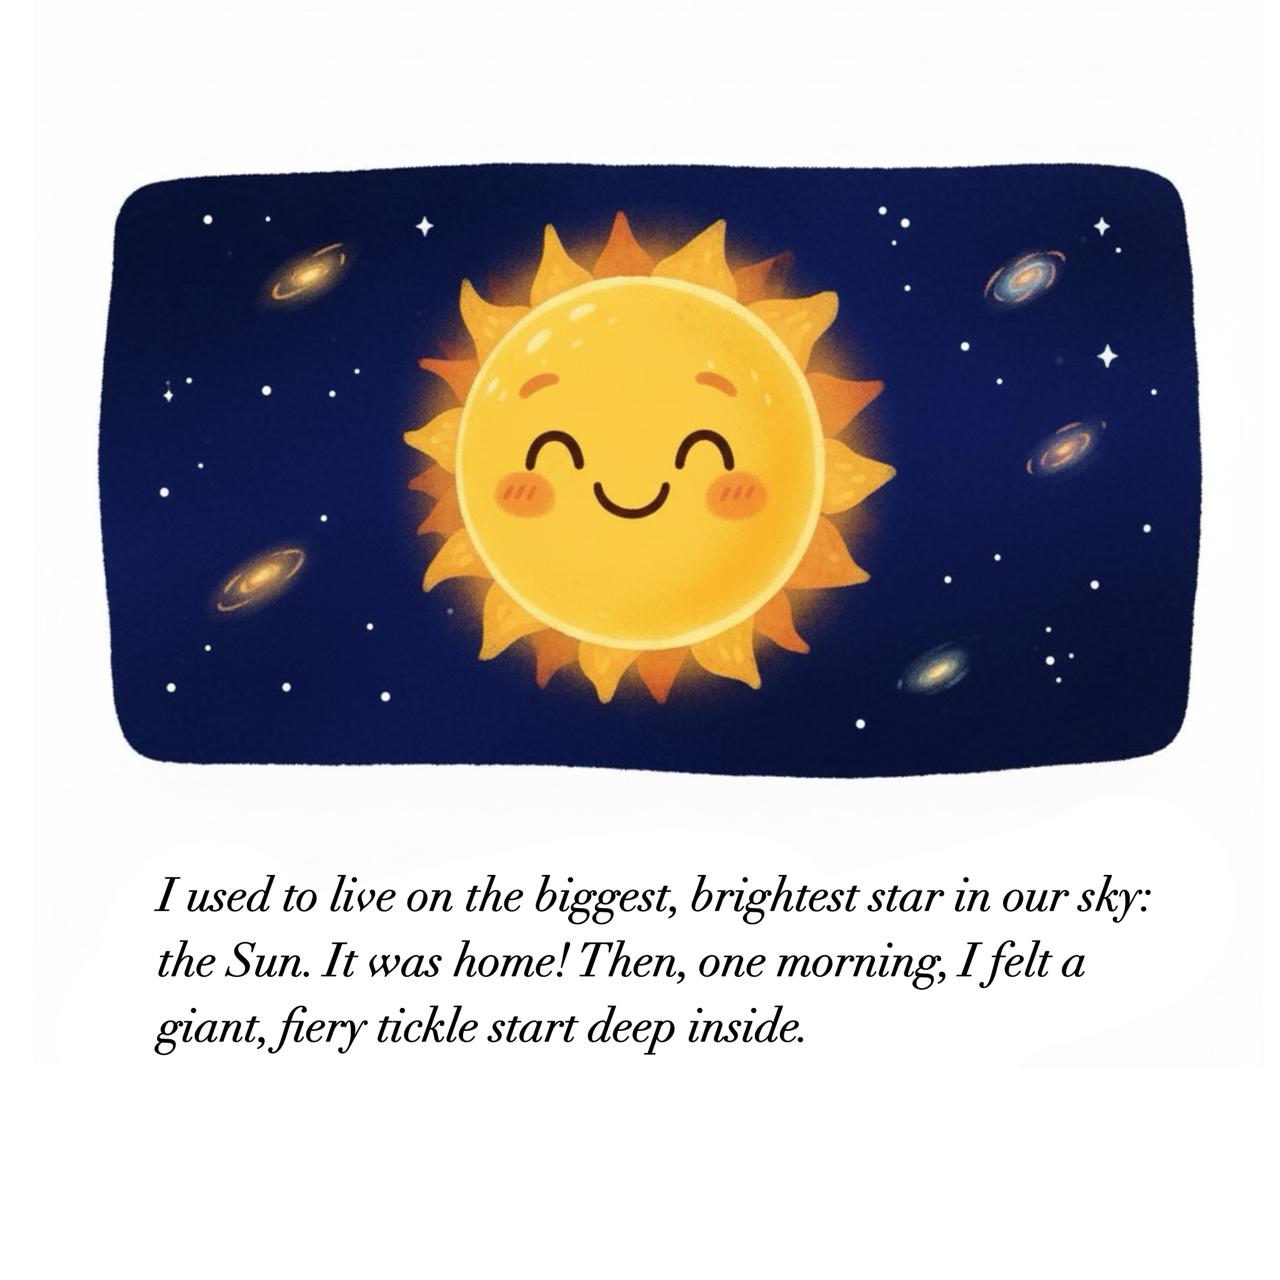 I used to live on the biggest, brightest star in our sky:
the Sun. It was home! Then, one morning, I felt a
giant, fiery tickle start deep inside.